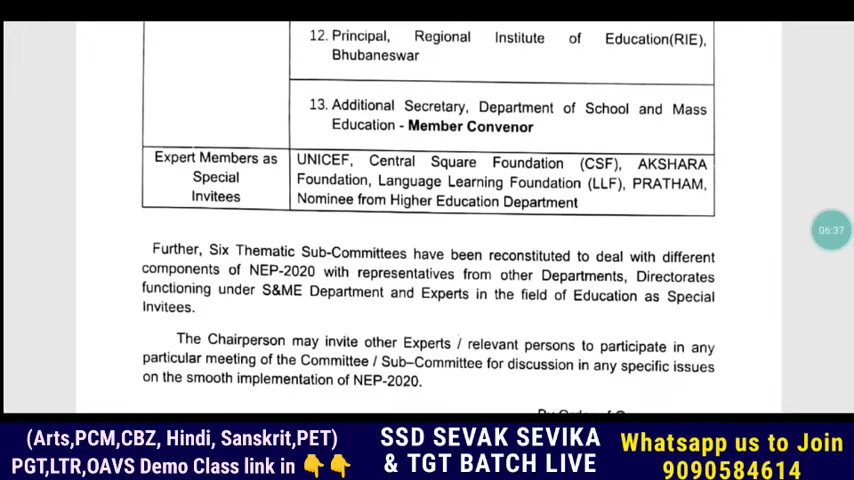 12. Principal, Regional Institute of Education(RIE),
Bhubaneswar
13. Additional Secretary, Department of School and Mass
Education - Member Convenor
Expert Members as
Special
Invitees
UNICEF, Central Square Foundation (CSF), AKSHARA
Foundation, Language Learning Foundation (LLF), PRATHAM,
Nominee from Higher Education Department
Further, Six Thematic Sub-Committees have been reconstituted to deal with different
components of NEP-2020 with representatives from other Departments, Directorates
functioning under S&ME Department and Experts in the field of Education as Special
Invitees.
The Chairperson may invite other Experts / relevant persons to participate in any
particular meeting of the Committee / Sub–Committee for discussion in any specific issues
on the smooth implementation of NEP-2020.
06:37
(Arts,PCM,CBZ, Hindi, Sanskrit,PET)
PGT,LTR,OAVS Demo Class link in 👇👇
SSD SEVAK SEVIKA
& TGT BATCH LIVE
Whatsapp us to Join
9090584614